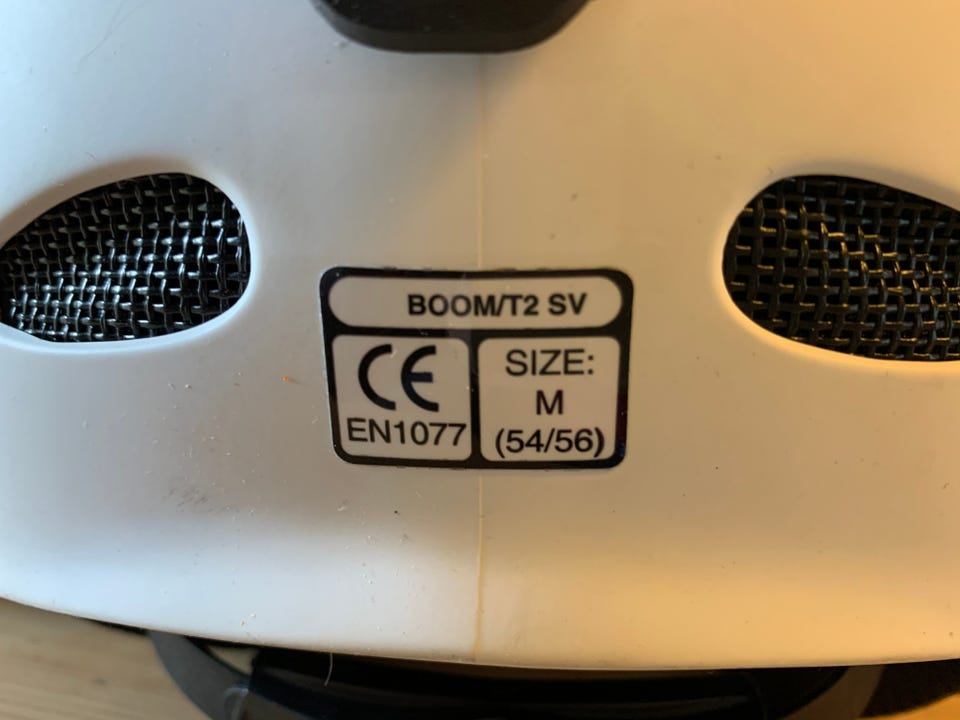 BOOM/T2 SV
CE
EN1077
SIZE:
M
(54/56)